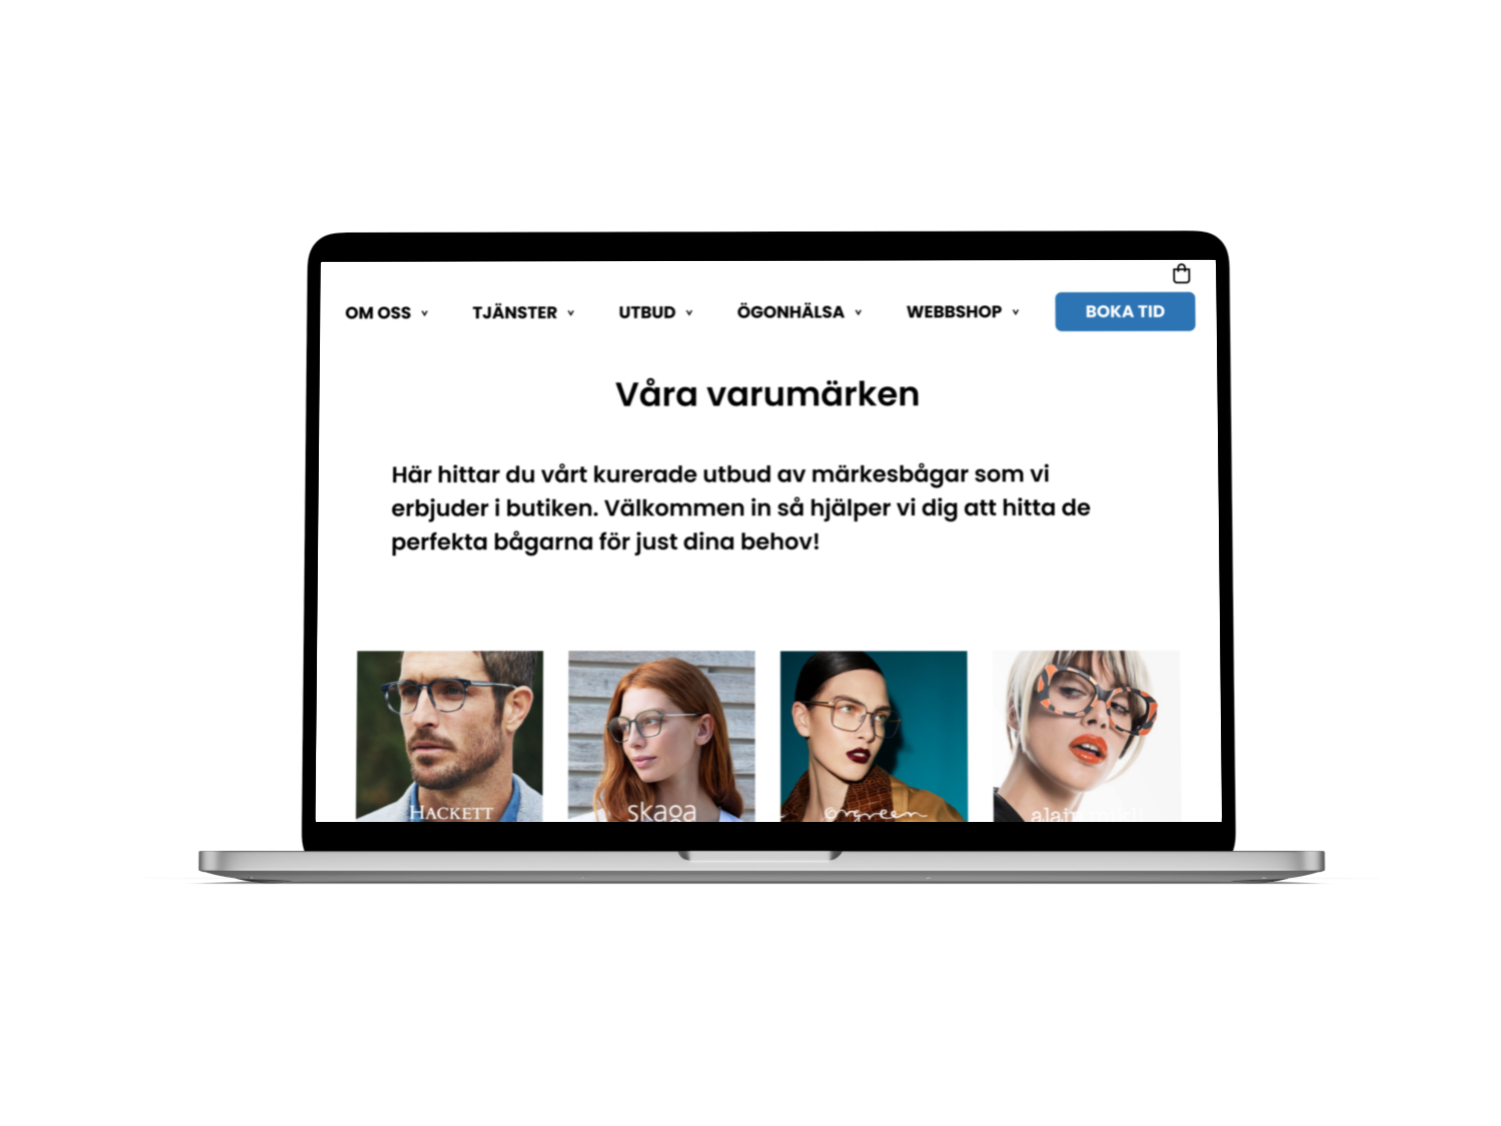 OM OSS
TJÄNSTER
UTBUD
ÖGONHÄLSA
WEBBSHOP
BOKA TID
Våra varumärken
Här hittar du vårt kurerade utbud av märkesbågar som vi
erbjuder i butiken. Välkommen in så hjälper vi dig att hitta de
perfekta bågarna för just dina behov!
HACKETT
skaga